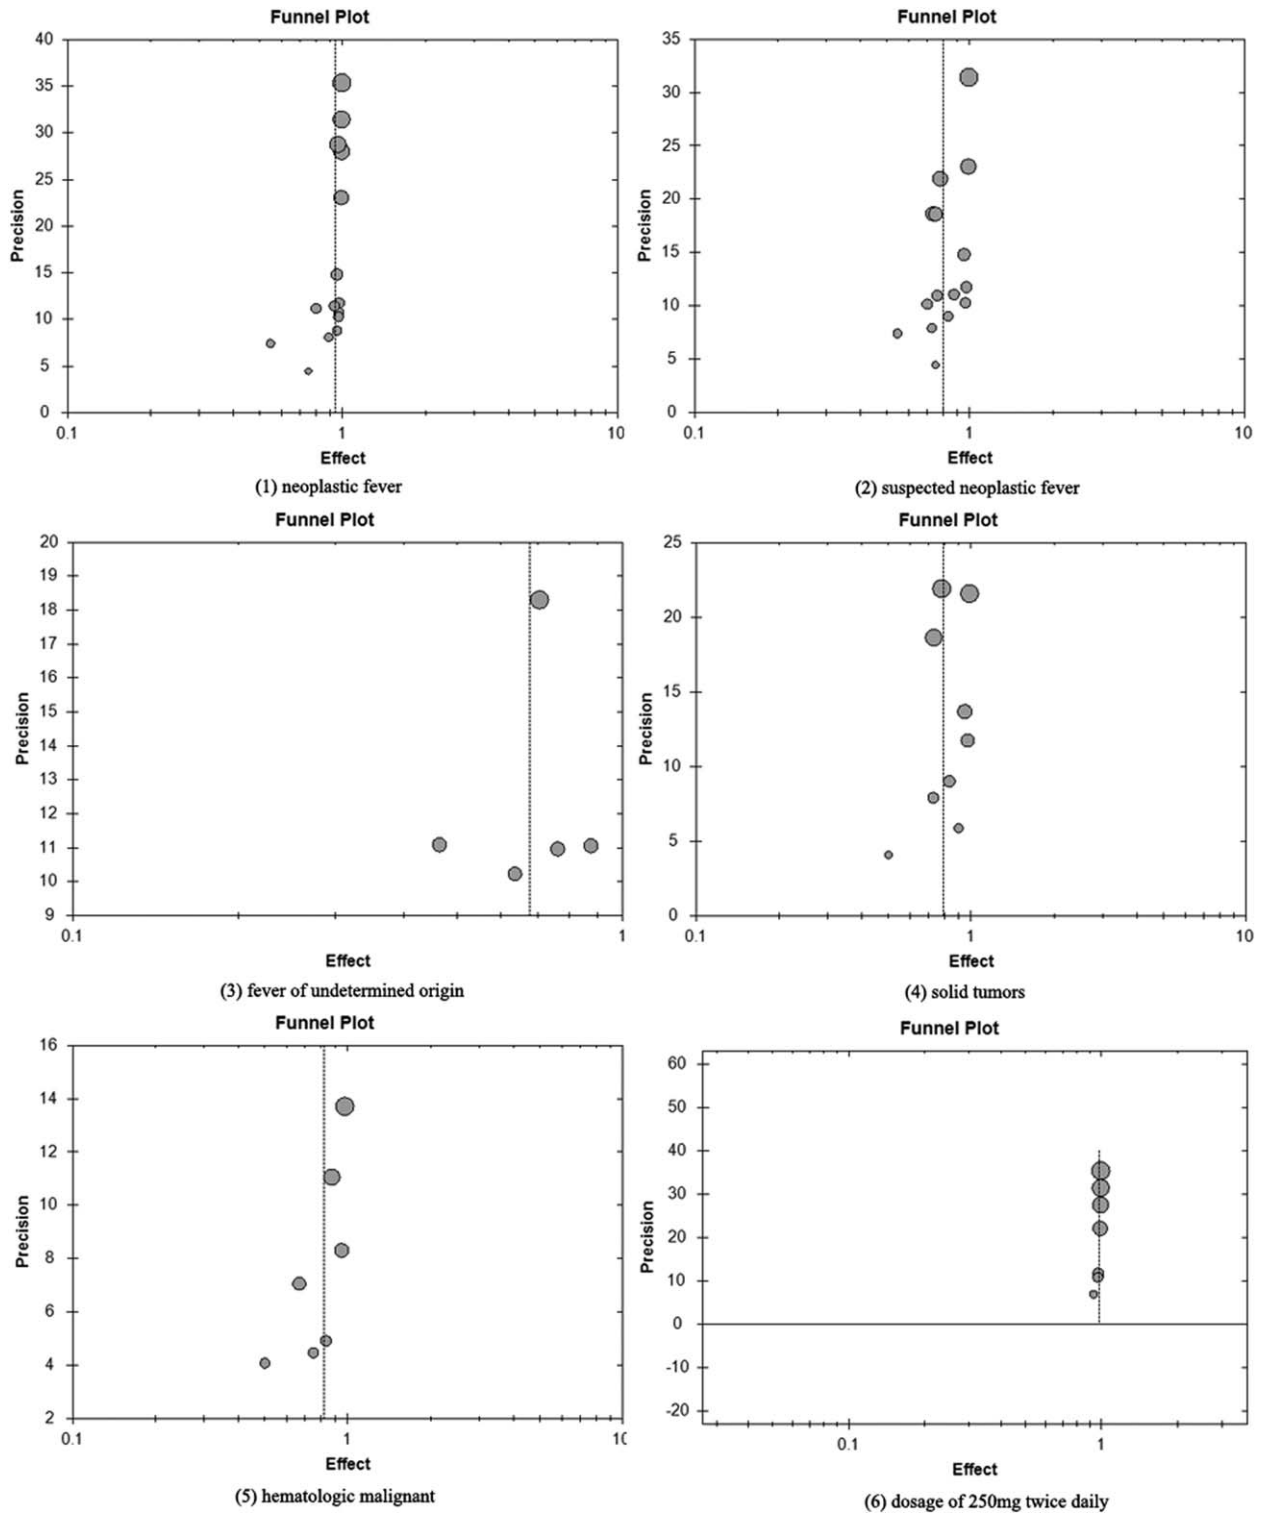 Funnel Plot
40
35
30
25
20
15
10
5
0
0.1 1 10
Precision
Effect
(1) neoplastic fever
Funnel Plot
35
30
25
20
15
10
5
0
0.1 1 10
Precision
Effect
(2) suspected neoplastic fever
Funnel Plot
20
19
18
17
16
15
14
13
12
11
10
9
0.1 1
Precision
Effect
(3) fever of undetermined origin
Funnel Plot
25
20
15
10
5
0
0.1 1 10
Precision
Effect
(4) solid tumors
Funnel Plot
16
14
12
10
8
6
4
2
0.1 1 10
Precision
Effect
(5) hematologic malignant
Funnel Plot
60
50
40
30
20
10
0
-10
-20
0.1 1
Precision
Effect
(6) dosage of 250mg twice daily